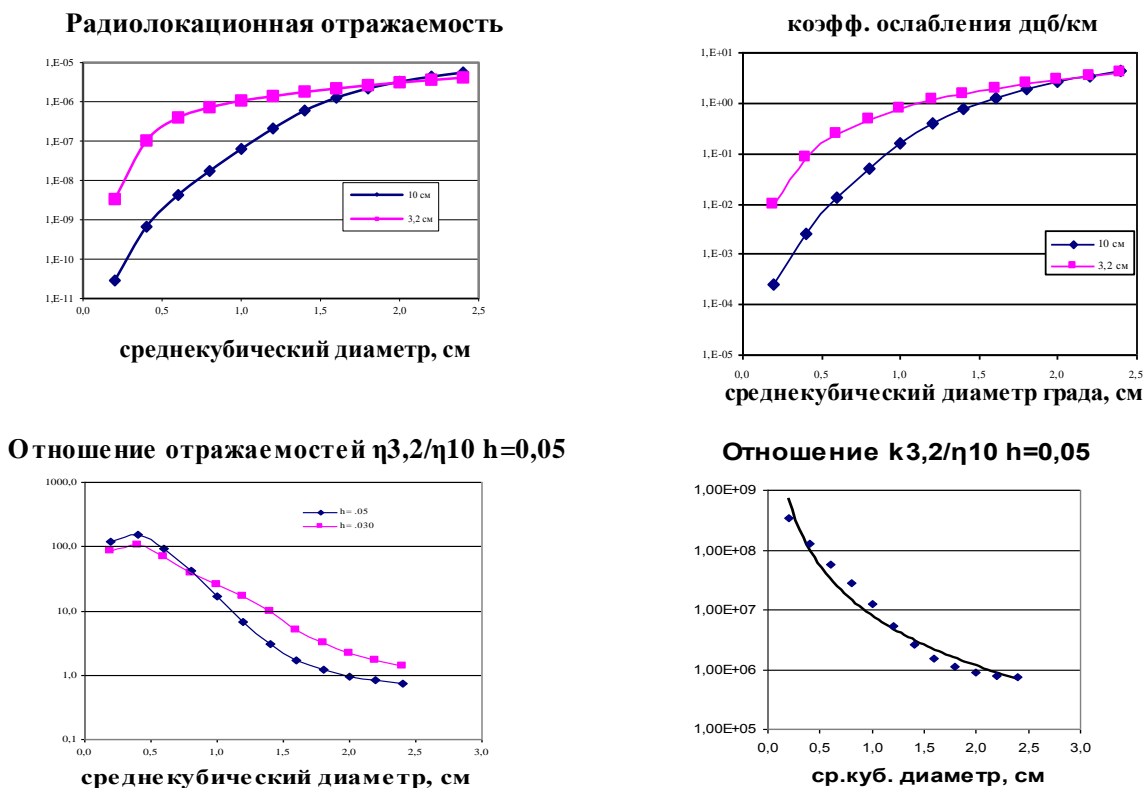 Радиолокационная отражаемость
1,E-05
1,E-06
1,E-07
1,E-08
1,E-09
1,E-10
1,E-11
10 см
3,2 см
0,0 0,5 1,0 1,5 2,0 2,5
среднекубический диаметр, см
коэфф. ослабления дцб/км
1,E+01
1,E+00
1,E-01
1,E-02
1,E-03
1,E-04
1,E-05
10 см
3,2 см
0,0 0,5 1,0 1,5 2,0 2,5
среднекубический диаметр града, см
Отношение отражаемостей η3,2/η10 h=0,05
1000,0
100,0
10,0
1,0
0,1
h= .05
h= .030
0,0 0,5 1,0 1,5 2,0 2,5 3,0
среднекубический диаметр, см
Отношение k3,2/η10 h=0,05
1,00E+09
1,00E+08
1,00E+07
1,00E+06
1,00E+05
0,0 0,5 1,0 1,5 2,0 2,5 3,0
ср.куб. диаметр, см